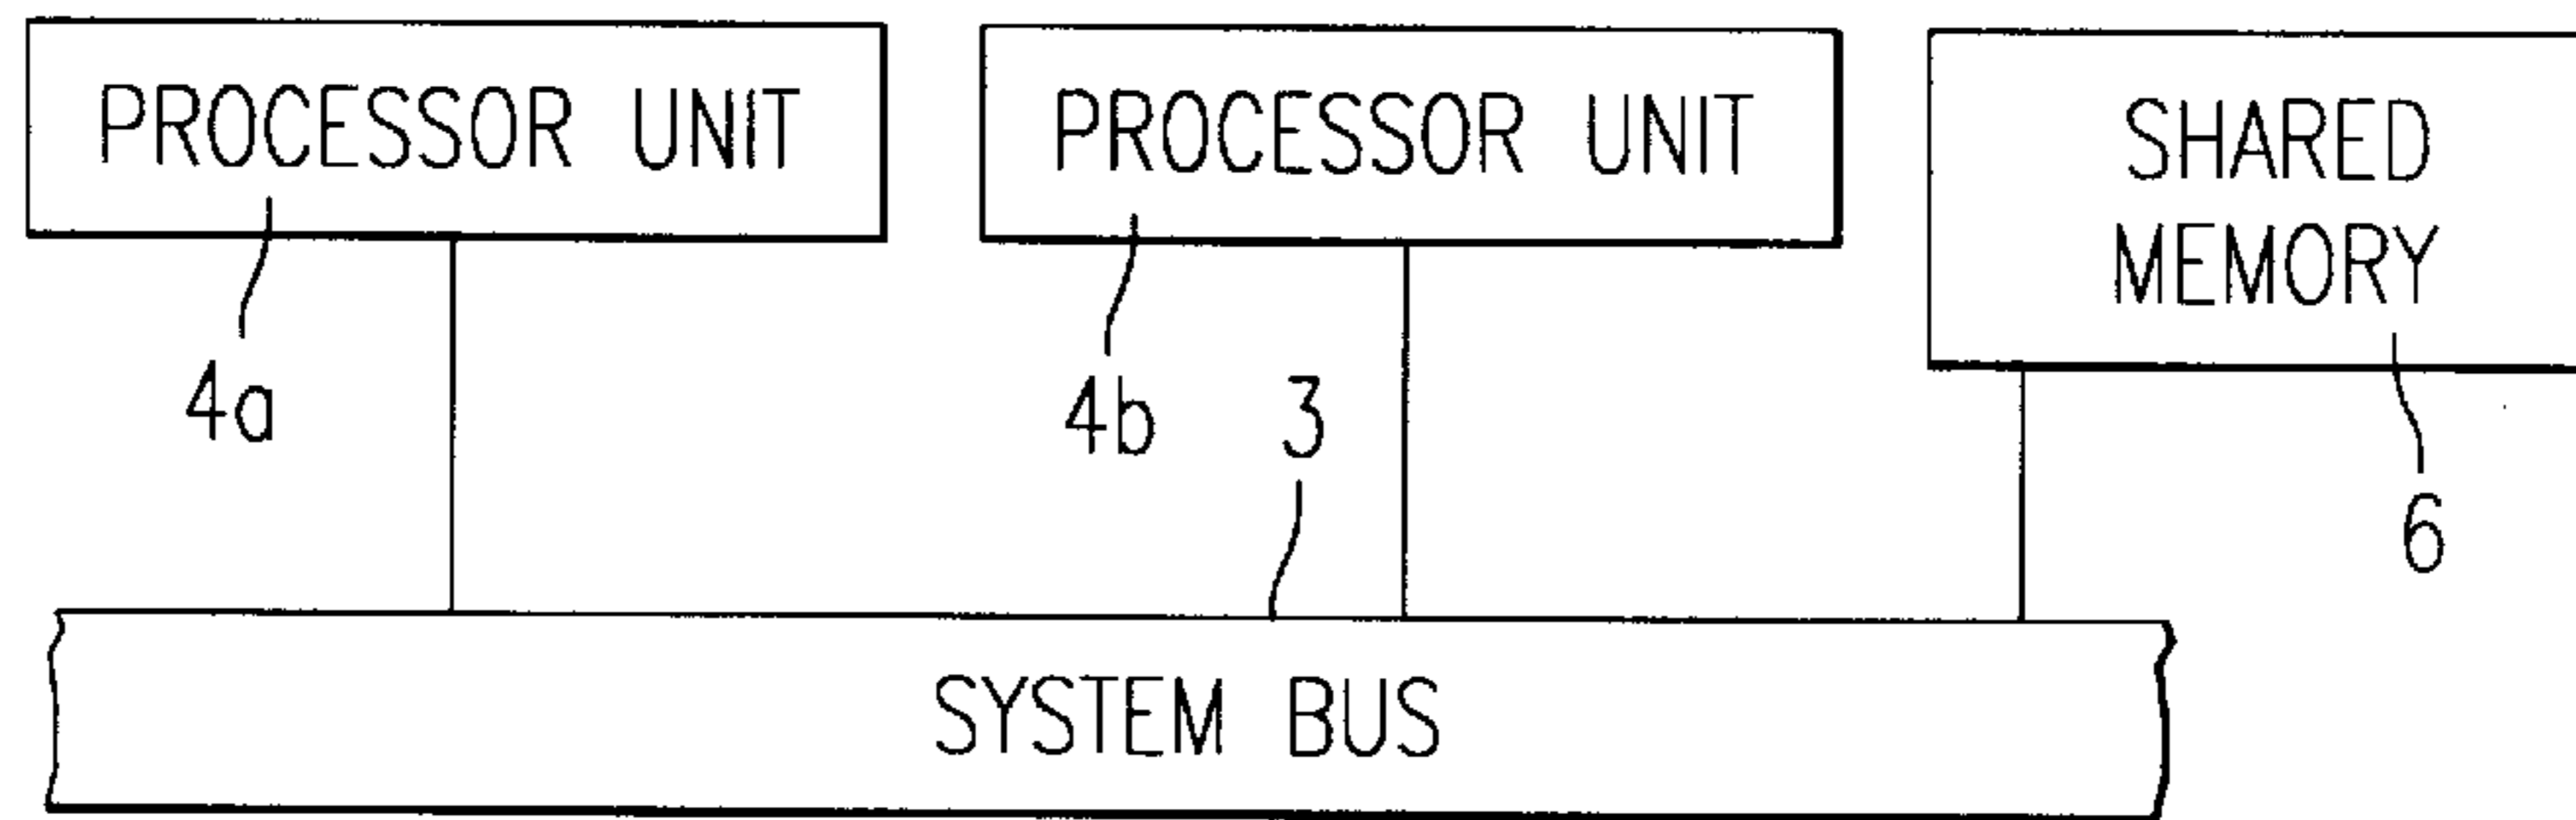 PROCESSOR UNIT
PROCESSOR UNIT
SHARED
MEMORY
4a
4b
3
6
SYSTEM BUS